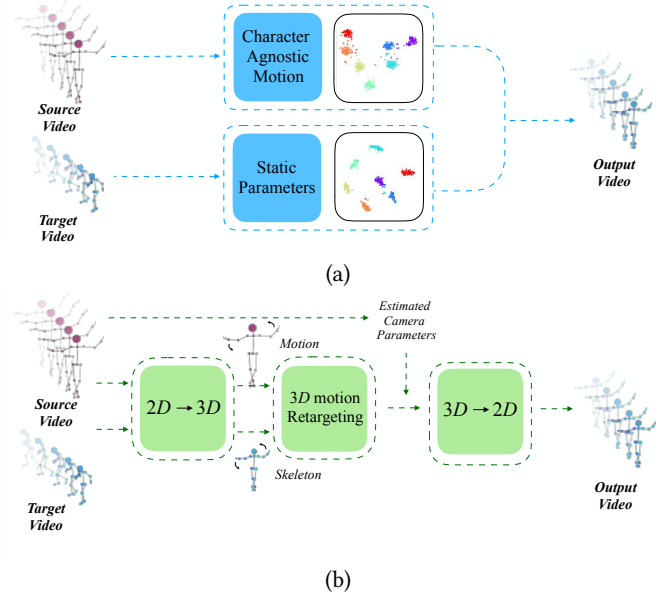 Source
Video
Character
Agnostic
Motion
Target
Video
Static
Parameters
Output
Video
(a)
Source
Video
Motion
Estimated
Camera
Parameters
2D → 3D
3D motion
Retargeting
3D → 2D
Target
Video
Skeleton
Output
Video
(b)